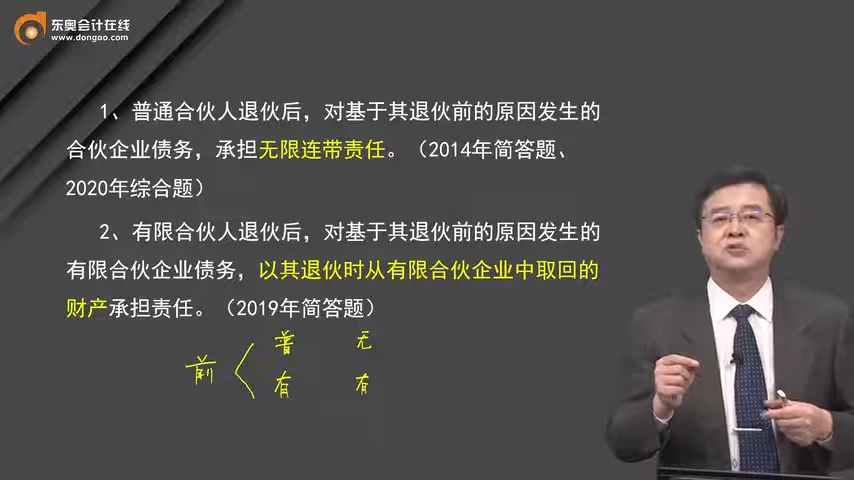 东奥会计在线
www.dongao.com
1、普通合伙人退伙后，对基于其退伙前的原因发生的
合伙企业债务，承担无限连带责任。（2014年简答题、
2020年综合题）
2、有限合伙人退伙后，对基于其退伙前的原因发生的
有限合伙企业债务，以其退伙时从有限合伙企业中取回的
财产承担责任。（2019年简答题）
普 无
前
有 有